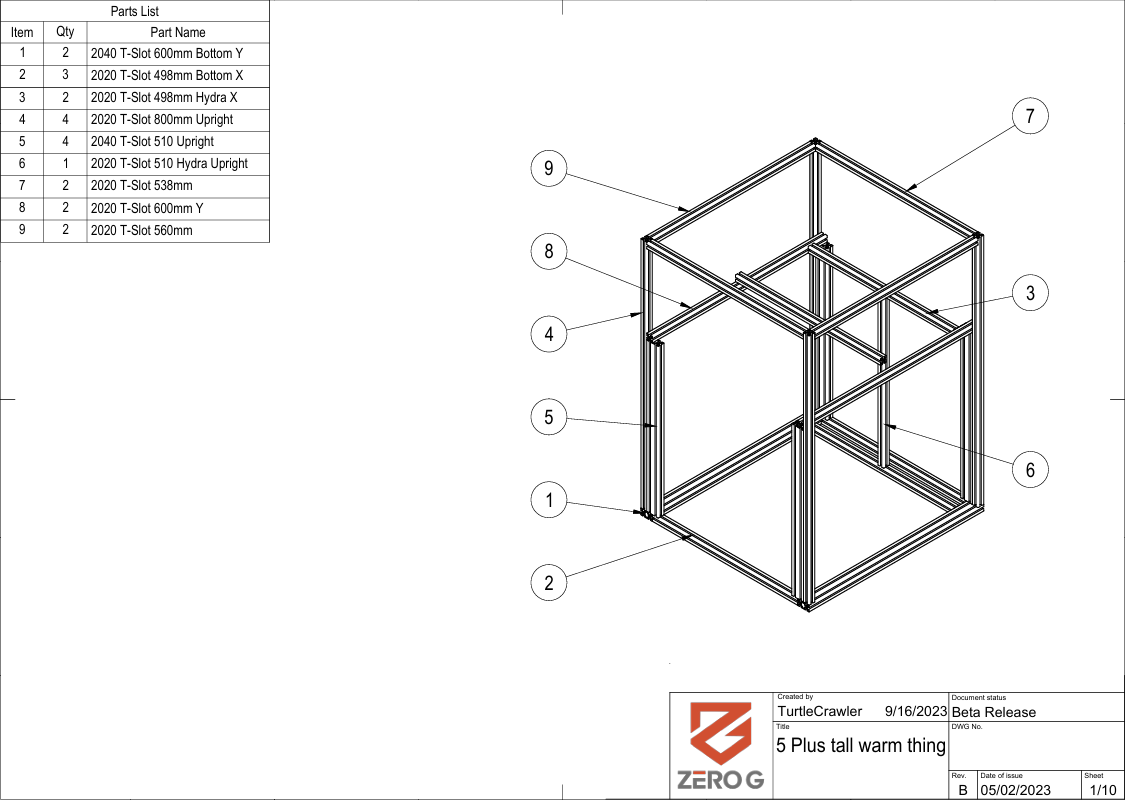 Parts List
Item Qty Part Name
1 2 2040 T-Slot 600mm Bottom Y
2 3 2020 T-Slot 498mm Bottom X
3 2 2020 T-Slot 498mm Hydra X
4 4 2020 T-Slot 800mm Upright
5 4 2040 T-Slot 510 Upright
6 1 2020 T-Slot 510 Hydra Upright
7 2 2020 T-Slot 538mm
8 2 2020 T-Slot 600mm Y
9 2 2020 T-Slot 560mm
7
9
8
3
4
5
6
1
2
Created by
TurtleCrawler 9/16/2023
Document status
Beta Release
Title
5 Plus tall warm thing
DWG No.
Rev.
B
Date of issue
05/02/2023
Sheet
1/10
ZERO G